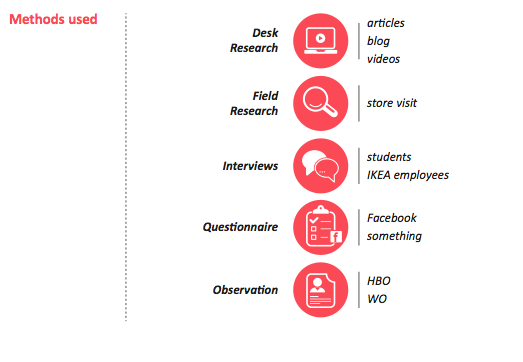 Methods used
Desk
Research
articles
blog
videos
Field
Research
store visit
Interviews
students
IKEA employees
Questionnaire
f
Facebook
something
Observation
HBO
WO